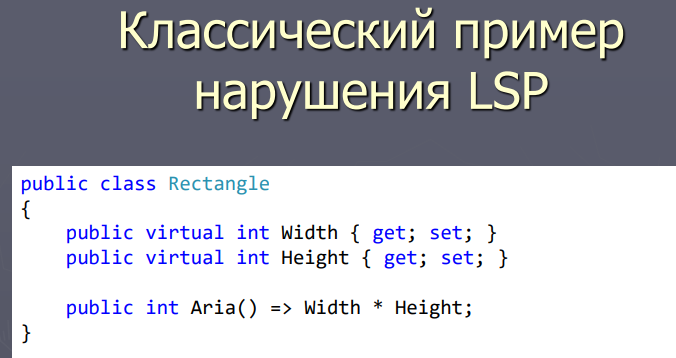 Классический пример
нарушения LSP
public class Rectangle
{
    public virtual int Width { get; set; }
    public virtual int Height { get; set; }

    public int Aria() => Width * Height;
}